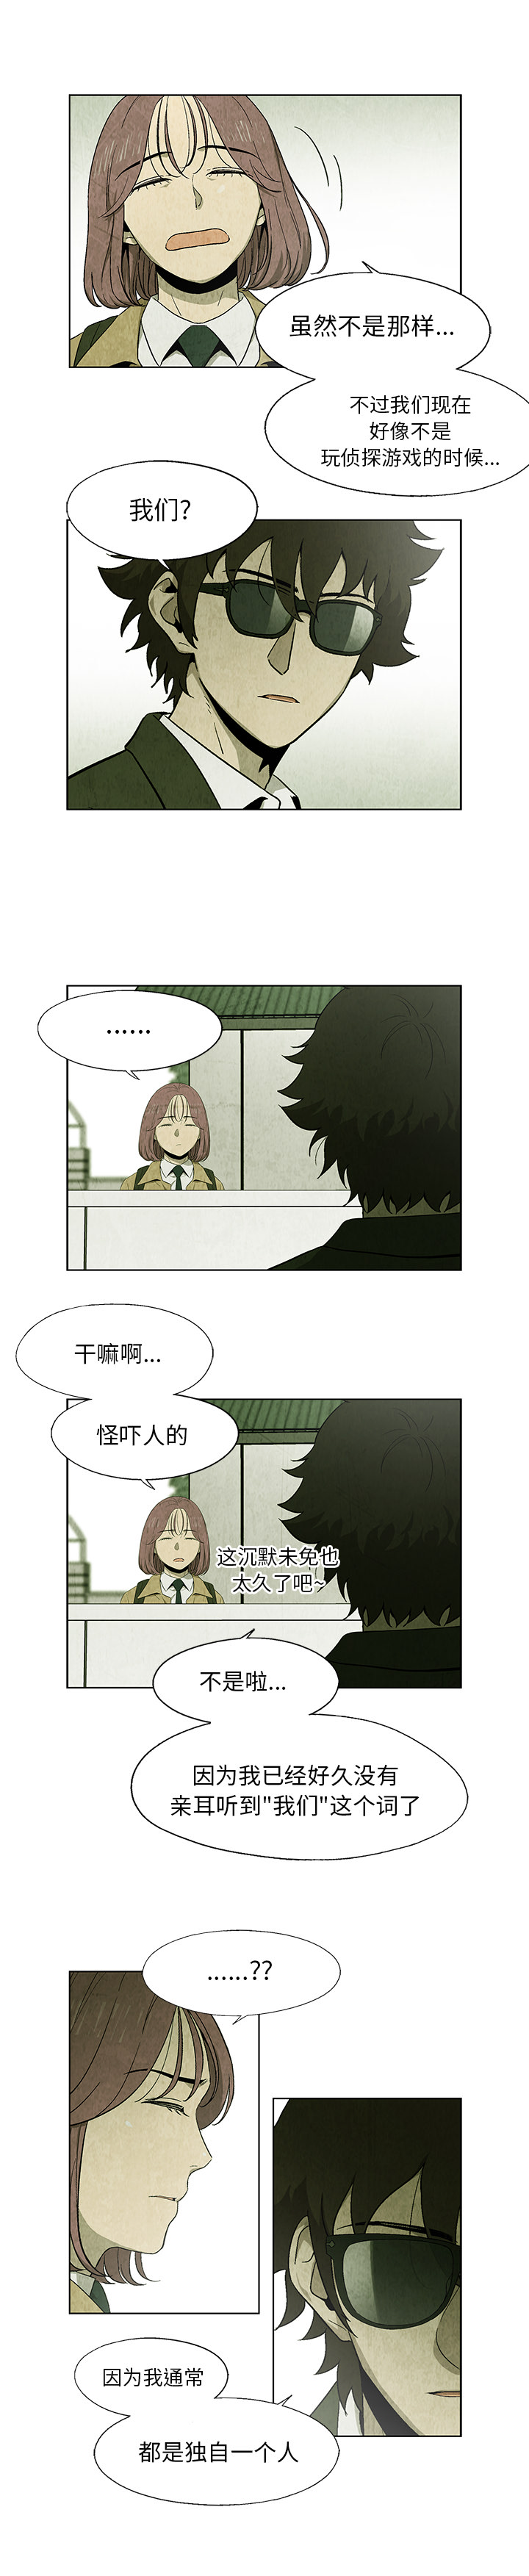 虽然不是那样...
不过我们现在
好像不是
玩侦探游戏的时候...
我们?
......
干嘛啊...
怪吓人的
这沉默未免也
太久了吧~
不是啦...
因为我已经好久没有
亲耳听到"我们"这个词了
......??
因为我通常
都是独自一个人